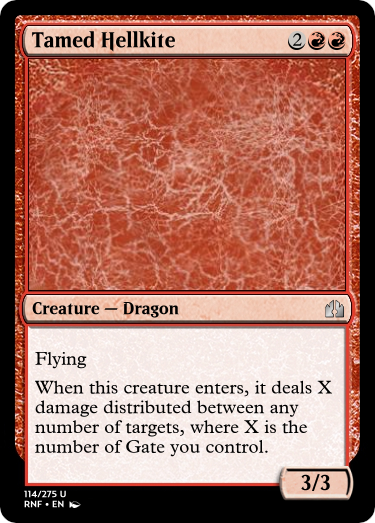 Tamed Hellkite 2
Creature — Dragon
Flying
When this creature enters, it deals X
damage distributed between any
number of targets, where X is the
number of Gate you control.
3/3
114/275 U
RNF • EN